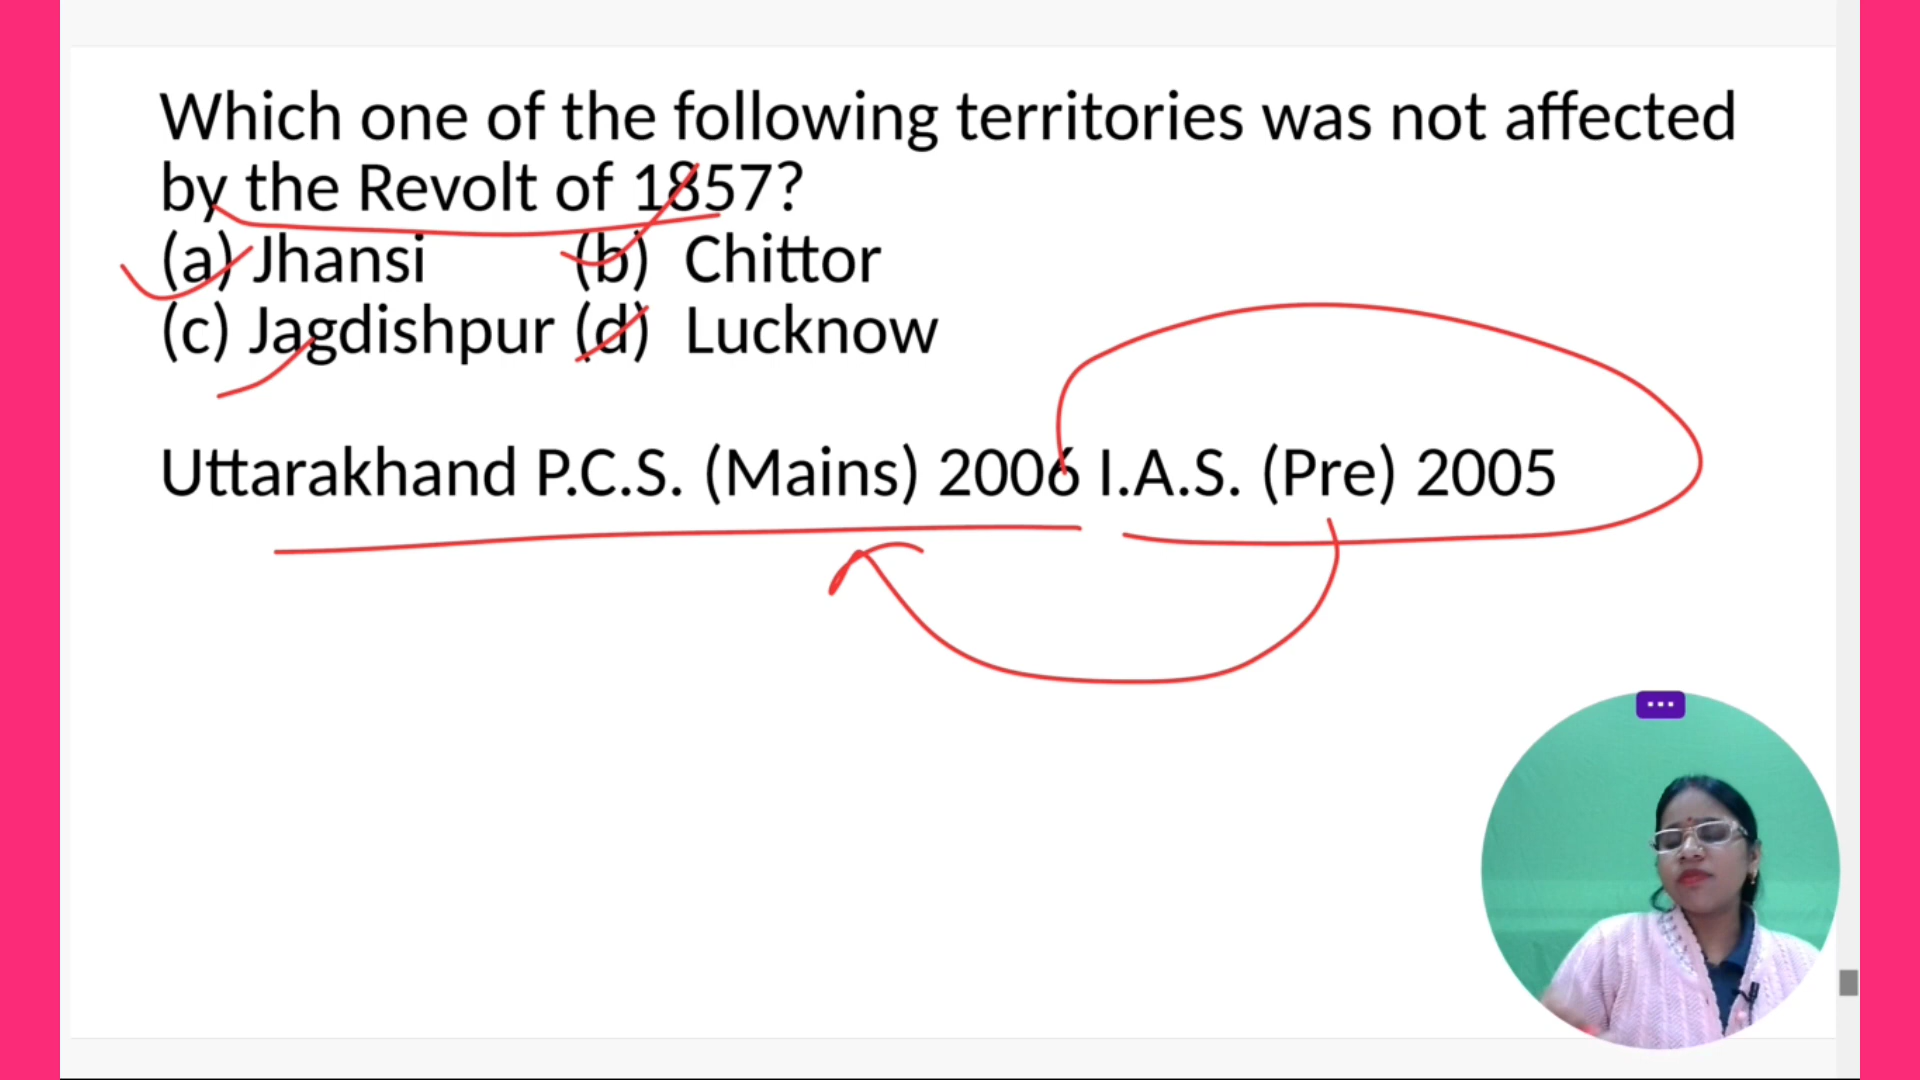 Which one of the following territories was not affected
by the Revolt of 1857?
(a) Jhansi (b) Chittor
(c) Jagdishpur (d) Lucknow
Uttarakhand P.C.S. (Mains) 2006 I.A.S. (Pre) 2005